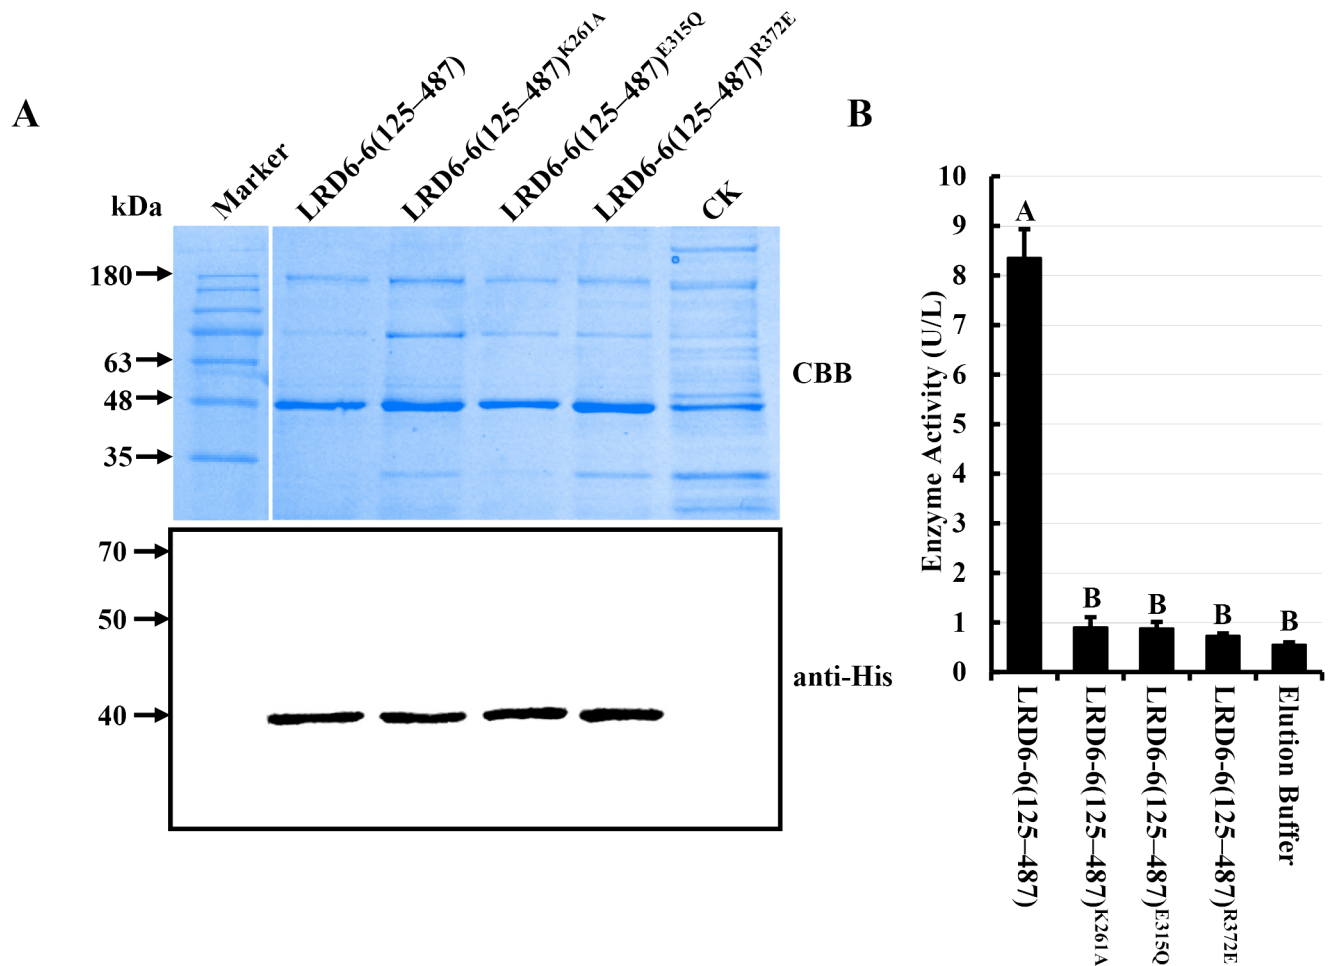 A
kDa
Marker
LRD6-6(125–487)
LRD6-6(125–487)K261A
LRD6-6(125–487)E315Q
LRD6-6(125–487)R372E
CK
180
63
48
35
CBB
70
50
40
anti-His
B
Enzyme Activity (U/L)
10
9
8
7
6
5
4
3
2
1
0
A
B
B
B
B
LRD6-6(125–487)
LRD6-6(125–487)K261A
LRD6-6(125–487)E315Q
LRD6-6(125–487)R372E
Elution Buffer